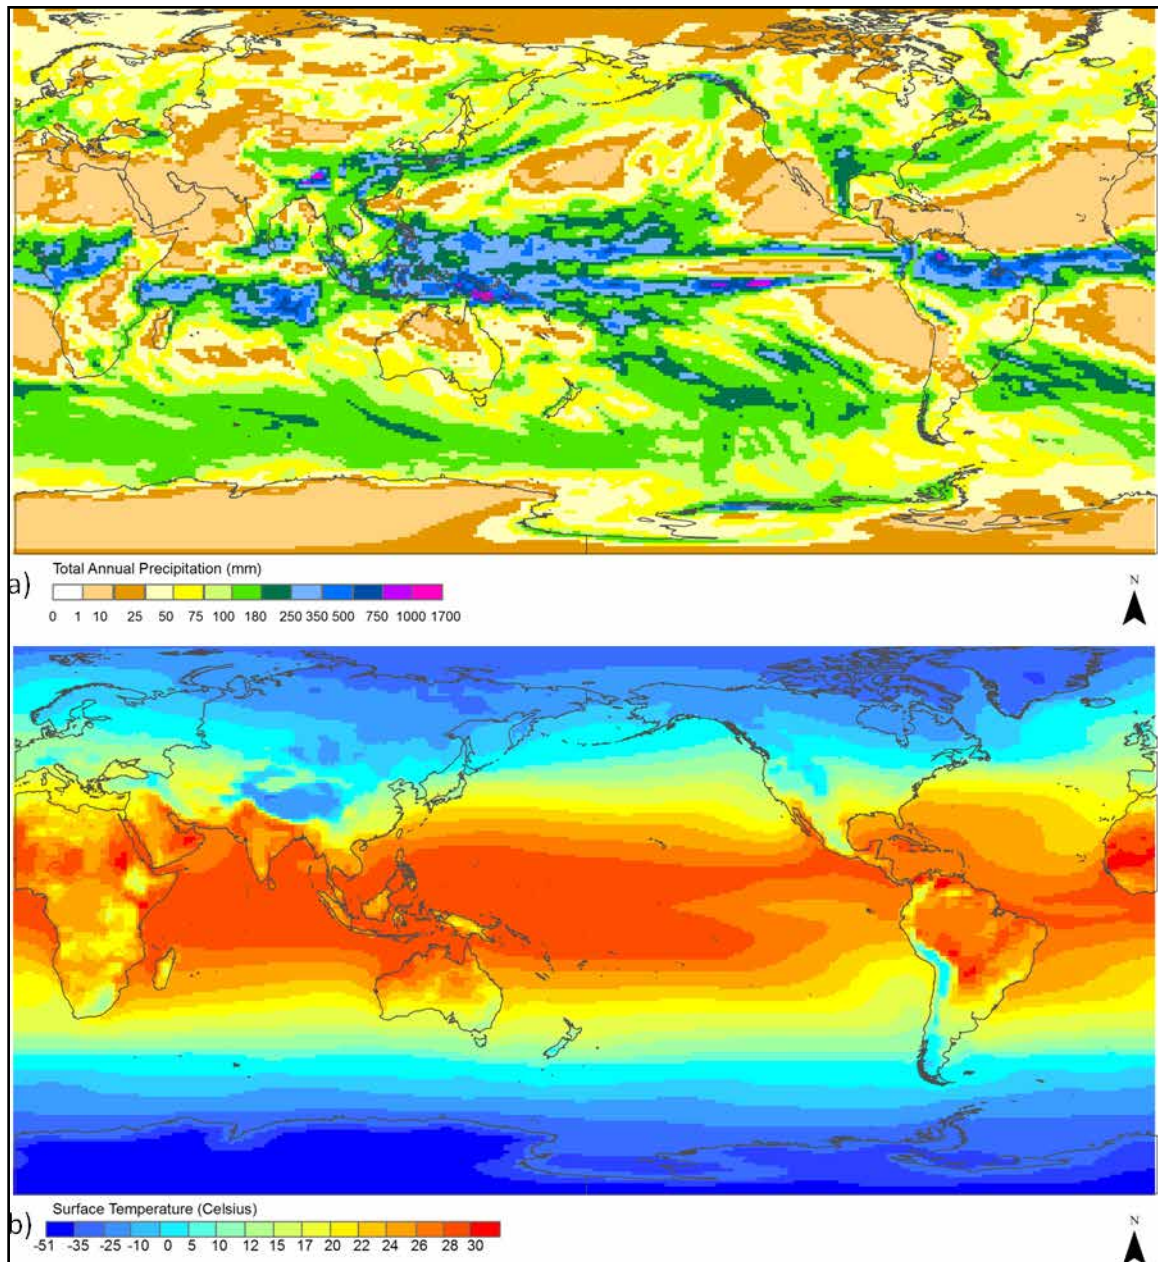 Total Annual Precipitation (mm)
a)
0 1 10 25 50 75 100 180 250 350 500 750 1000 1700
N
Surface Temperature (Celsius)
b)
-51 -35 -25 -10 0 5 10 12 15 17 20 22 24 26 28 30
N